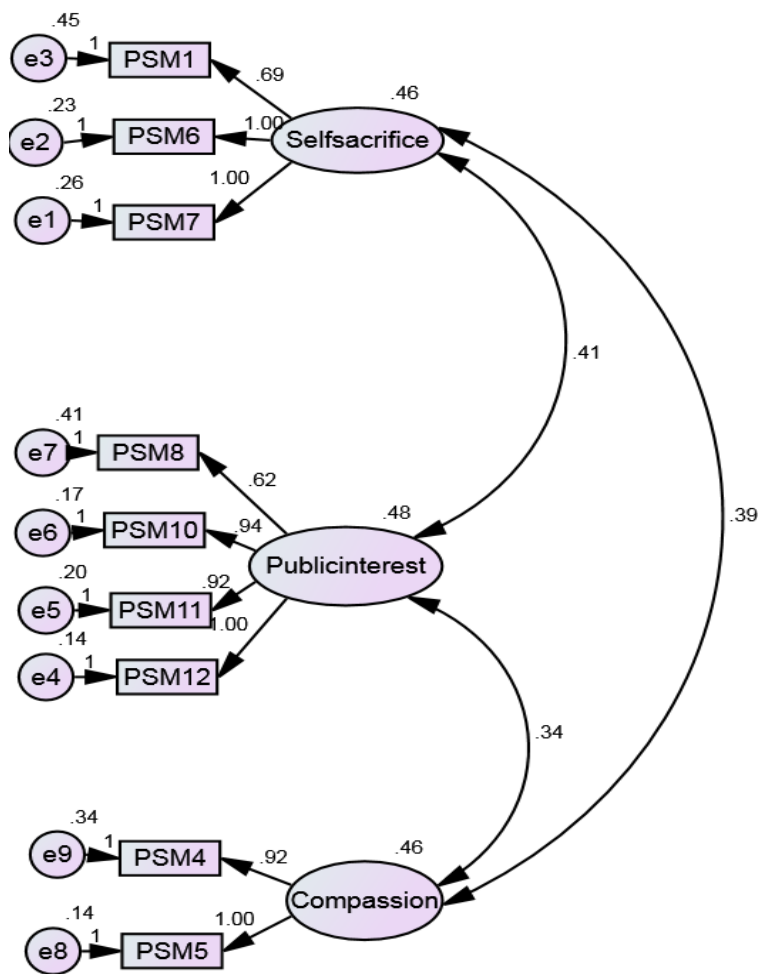 .45
e3 1 PSM1
.69
.46
.23
e2 1 PSM6 1.00 Selfsacrifice
.26 1.00
e1 1 PSM7
.41
.41
e7 1 PSM8
.62
.17 .48
e6 1 PSM10 .94
.39
Publicinterest
.20 .92
e5 1 PSM11
.14 1.00
e4 1 PSM12
.34
.34
e9 1 PSM4 .92 .46
Compassion
.14 1.00
e8 1 PSM5